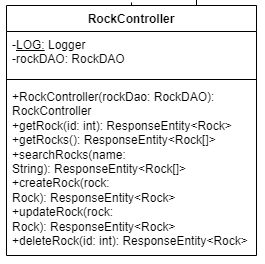 RockController
-LOG: Logger
-rockDAO: RockDAO
+RockController(rockDao: RockDAO):
RockController
+getRock(id: int): ResponseEntity<Rock>
+getRocks(): ResponseEntity<Rock[]>
+searchRocks(name:
String): ResponseEntity<Rock[]>
+createRock(rock:
Rock): ResponseEntity<Rock>
+updateRock(rock:
Rock): ResponseEntity<Rock>
+deleteRock(id: int): ResponseEntity<Rock>